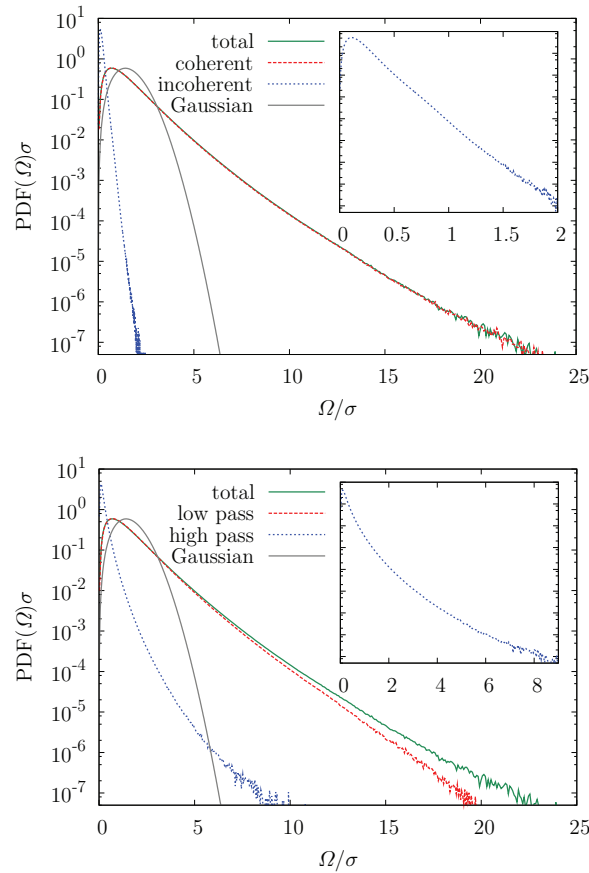 10^1
10^0
10^-1
10^-2
10^-3
10^-4
10^-5
10^-6
10^-7
PDF(Ω)σ
total
coherent
incoherent
Gaussian
0 0.5 1 1.5 2
0 5 10 15 20 25
Ω/σ
10^1
10^0
10^-1
10^-2
10^-3
10^-4
10^-5
10^-6
10^-7
PDF(Ω)σ
total
low pass
high pass
Gaussian
0 2 4 6 8
0 5 10 15 20 25
Ω/σ